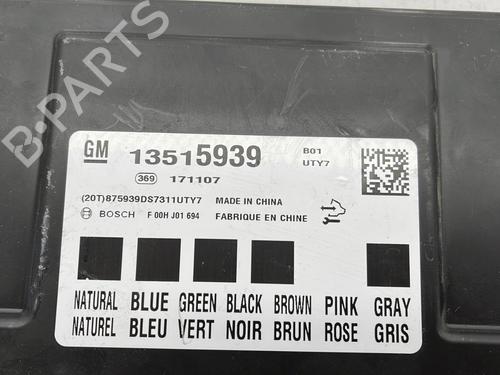 B-PARTS
GM 13515939 B01
UTY7
369 171107
(20T)875939DS7311UTY7 MADE IN CHINA
BOSCH F 00H J01 694 FABRIQUE EN CHINE
NATURAL BLUE GREEN BLACK BROWN PINK GRAY
NATUREL BLEU VERT NOIR BRUN ROSE GRIS